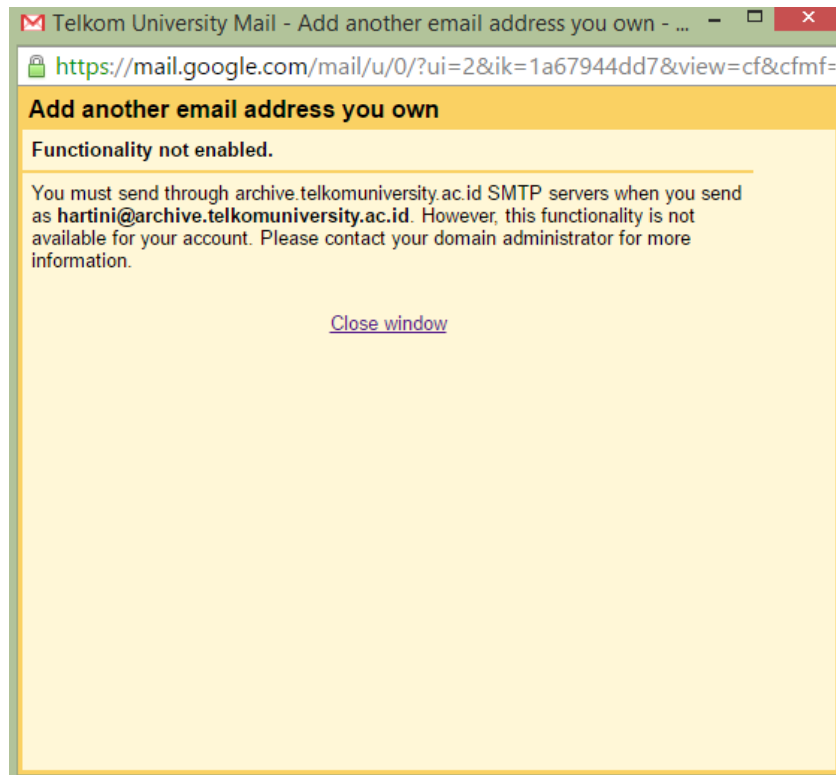 Telkom University Mail - Add another email address you own - ...
https://mail.google.com/mail/u/0/?ui=2&ik=1a67944dd7&view=cf&cfmf=
Add another email address you own
Functionality not enabled.
You must send through archive.telkomuniversity.ac.id SMTP servers when you send
as hartini@archive.telkomuniversity.ac.id. However, this functionality is not
available for your account. Please contact your domain administrator for more
information.
Close window